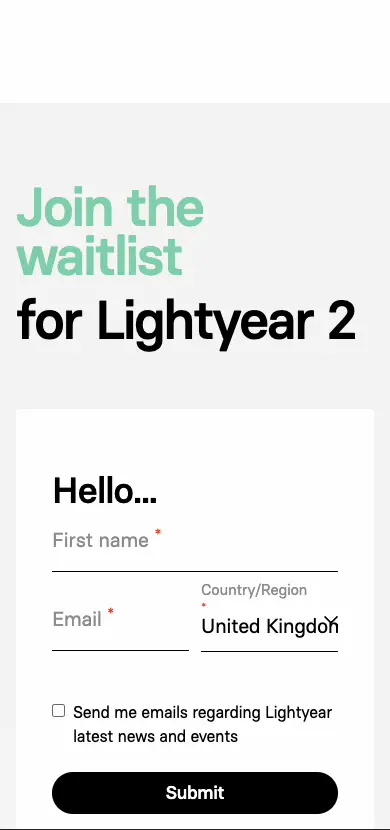 Join the
waitlist
for Lightyear 2
Hello...
First name *
Country/Region
*
Email *
United Kingdom
Send me emails regarding Lightyear
latest news and events
Submit